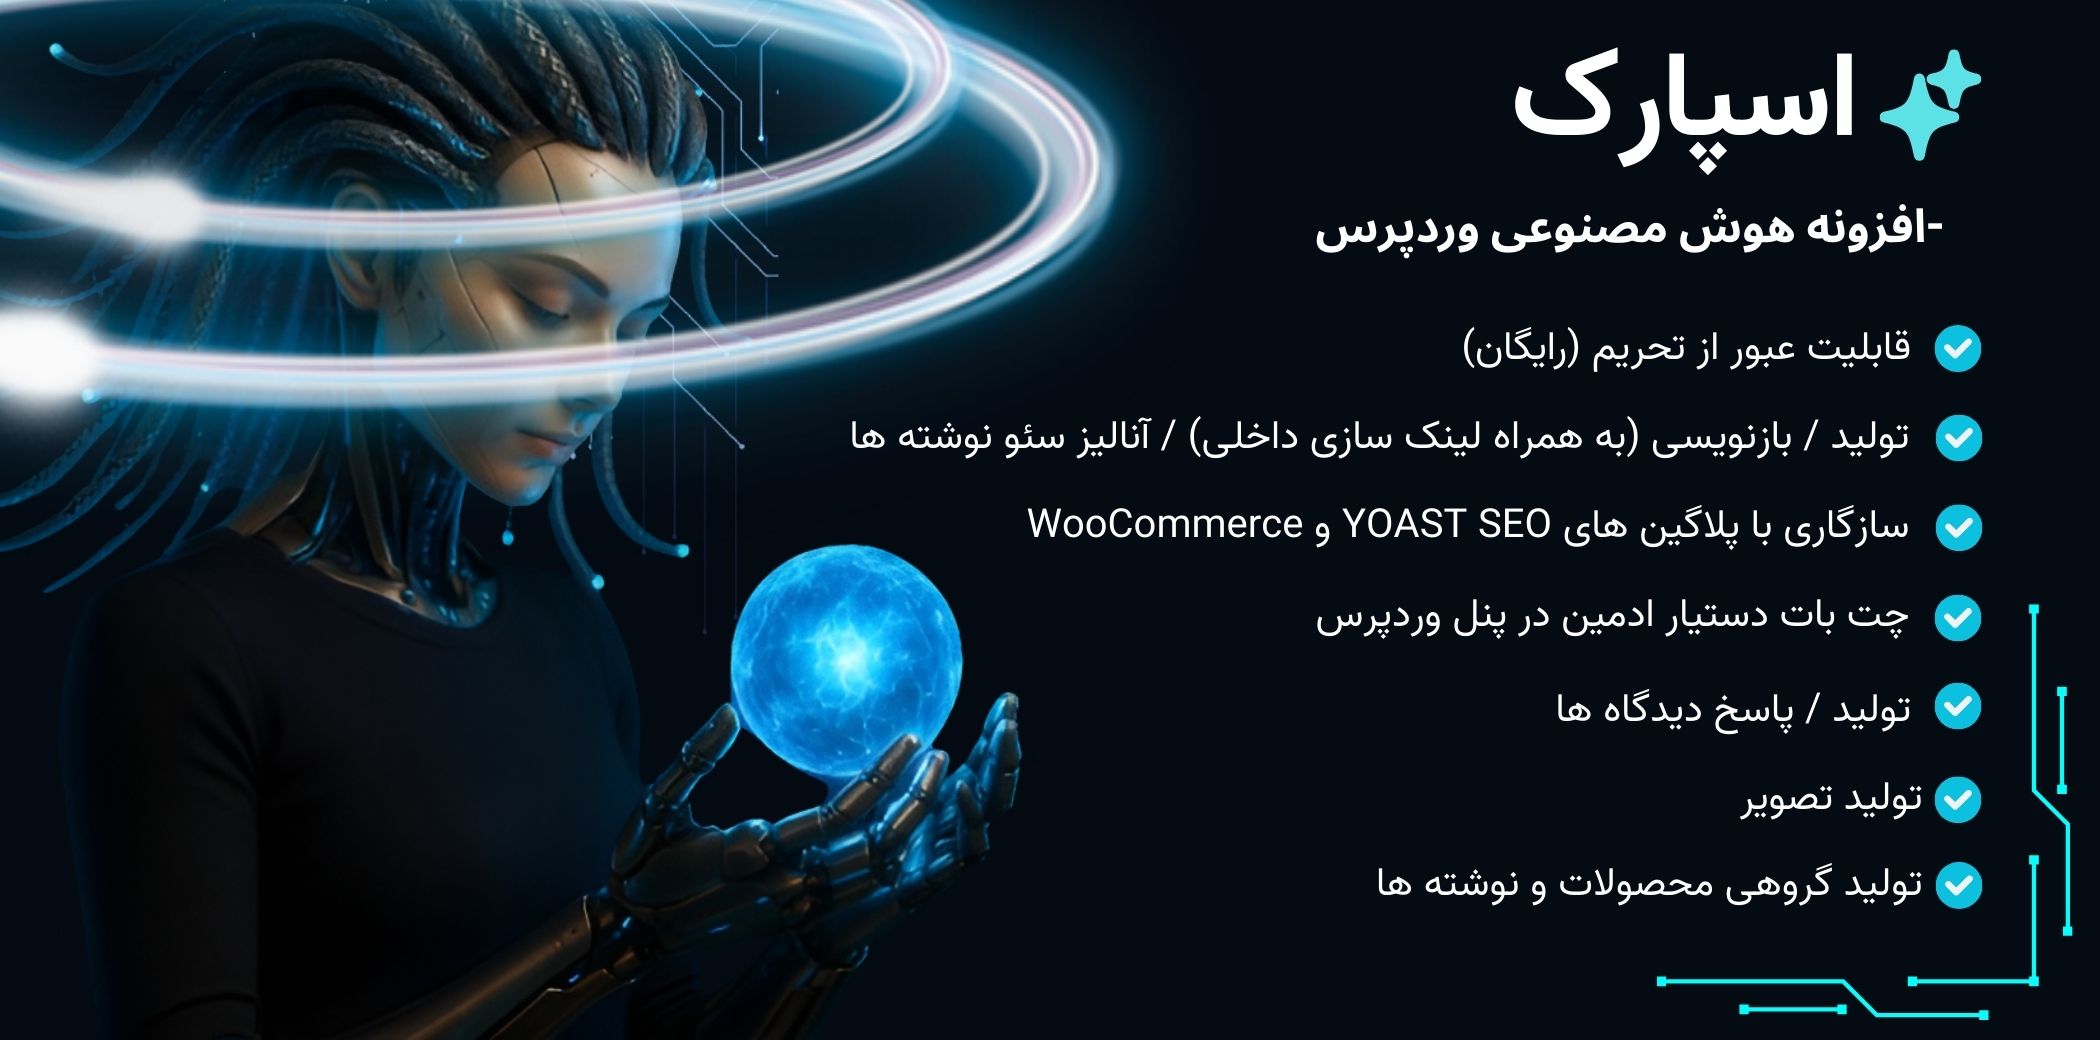 اسپارک
-افزونه هوش مصنوعی وردپرس
قابلیت عبور از تحریم (رایگان)
تولید / بازنویسی (به همراه لینک سازی داخلی) / آنالیز سئو نوشته ها
سازگاری با پلاگین های YOAST SEO و WooCommerce
چت بات دستیار ادمین در پنل وردپرس
تولید / پاسخ دیدگاه ها
تولید تصویر
تولید گروهی محصولات و نوشته ها